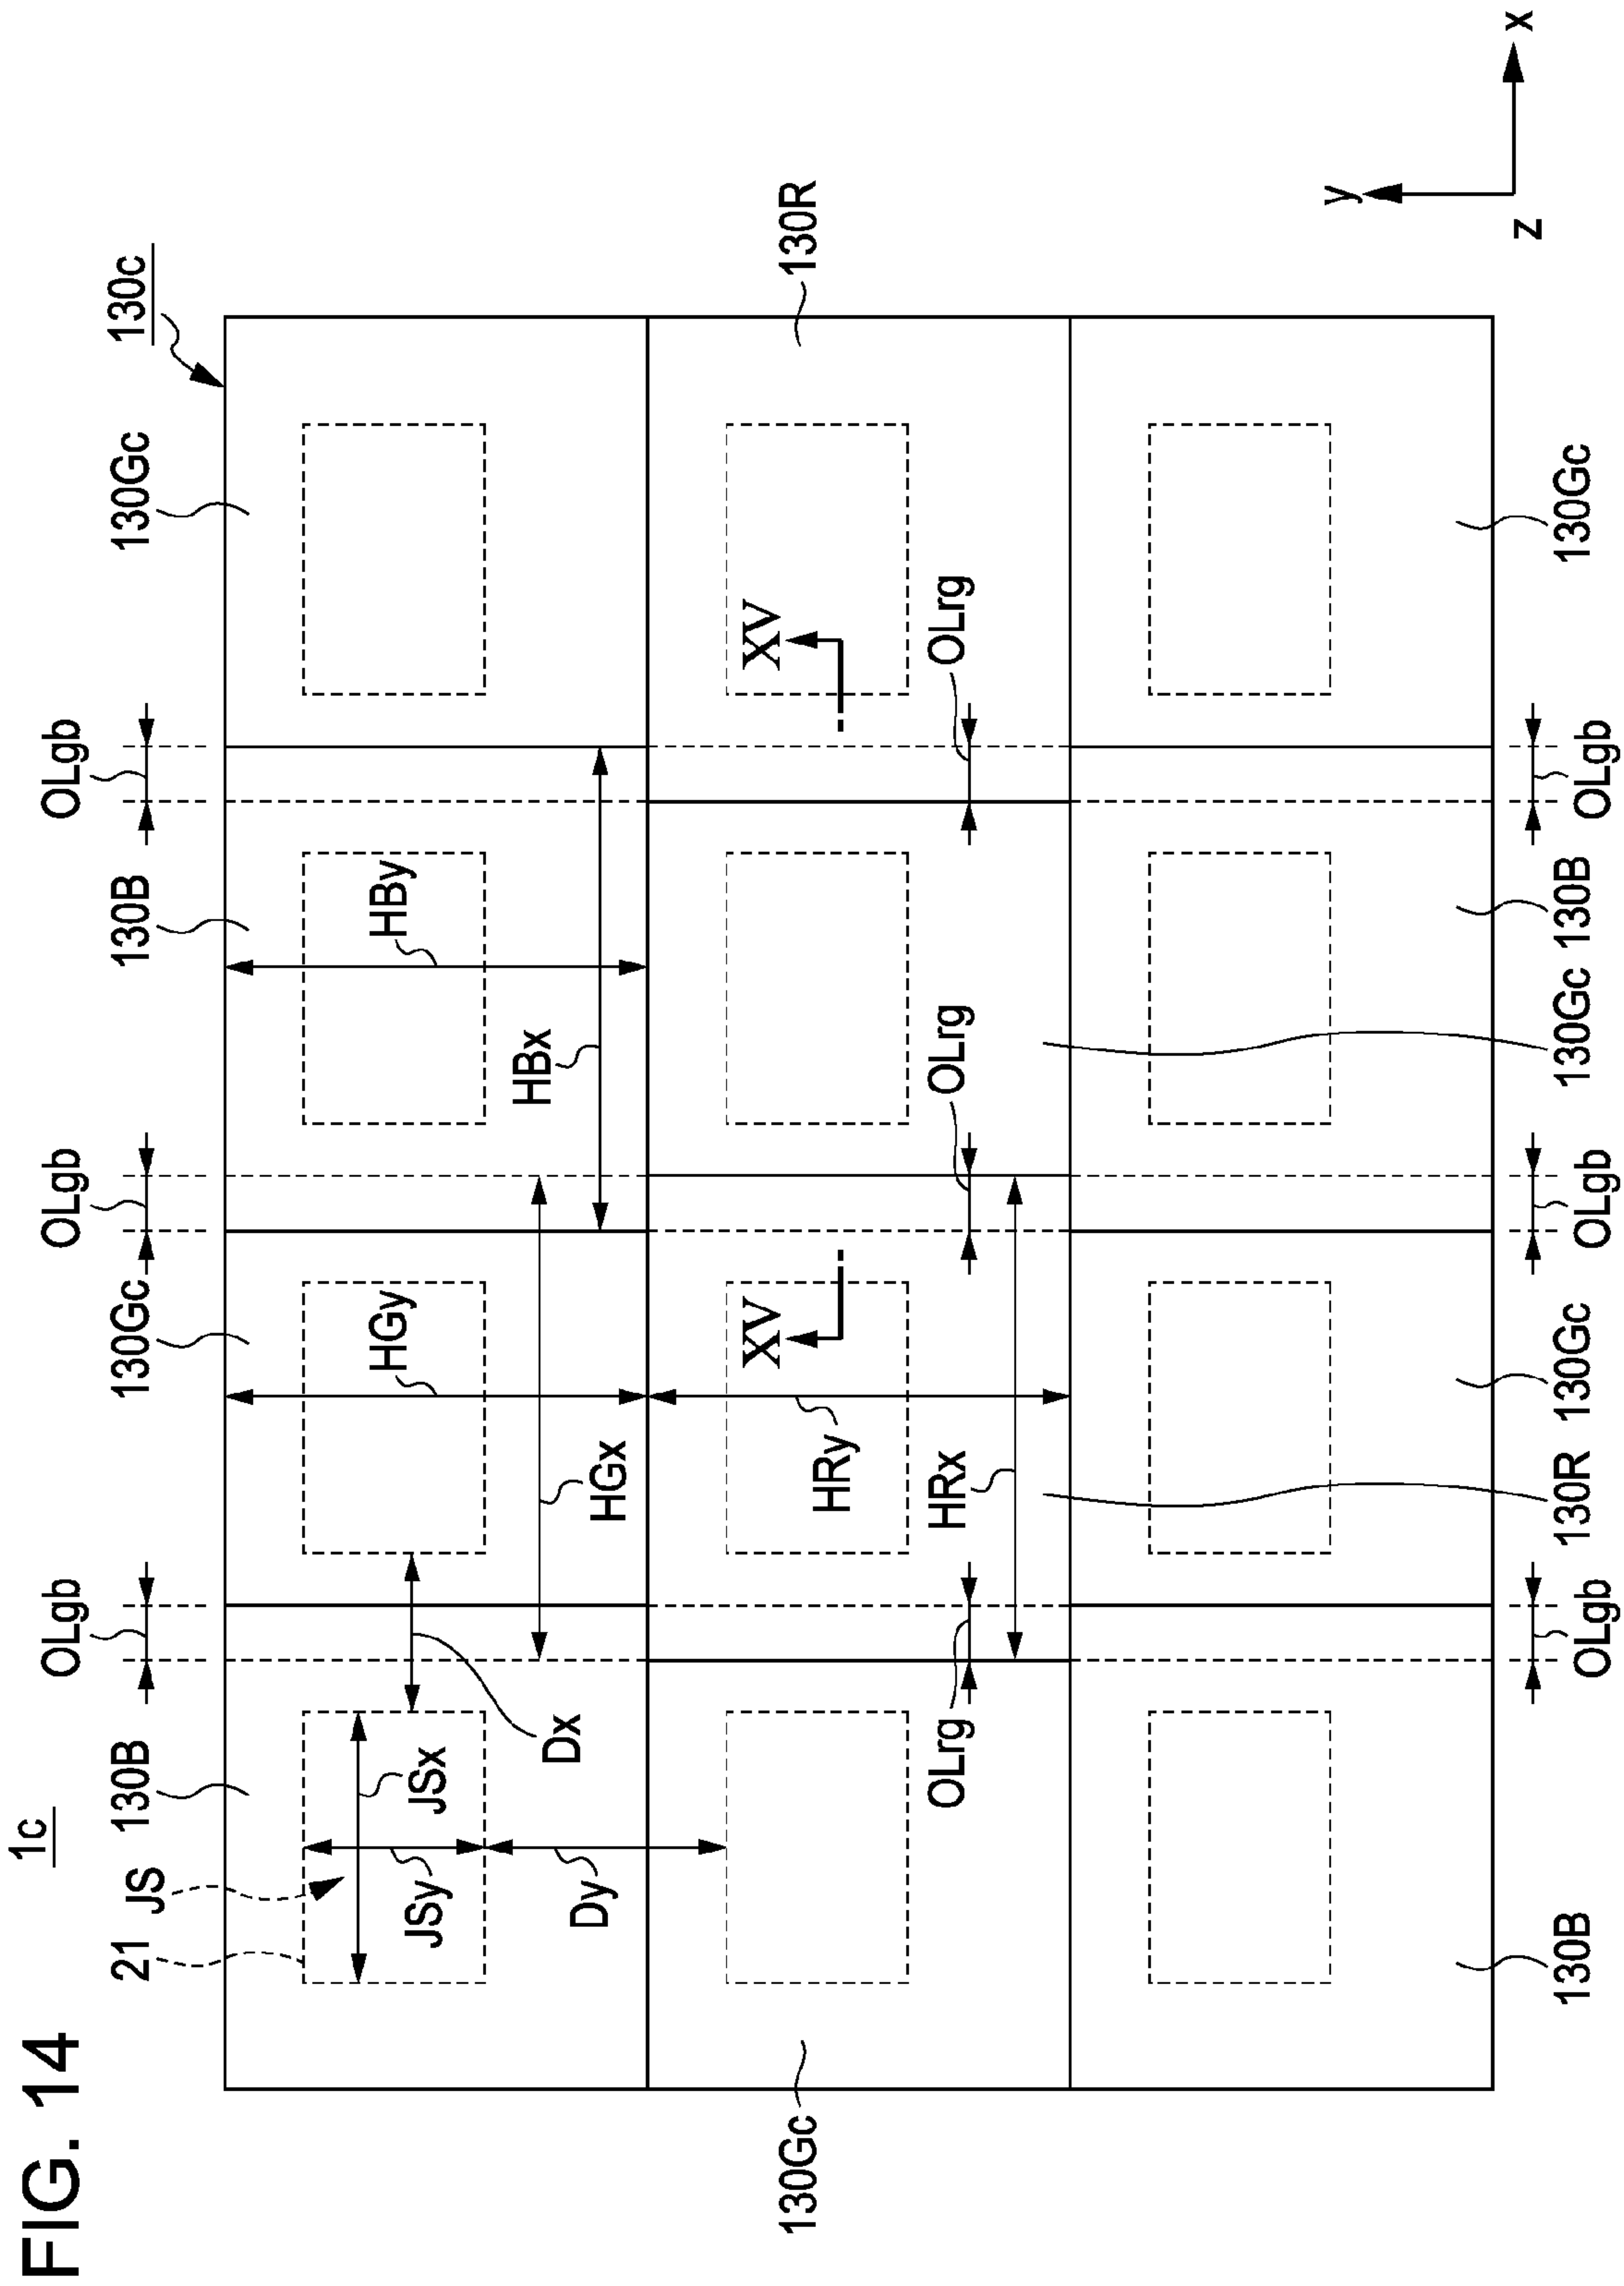 FIG. 14
1c
OLgb OLgb OLgb
21 JS 130B 130Gc 130B 130Gc 130c
HGy HBy
JSy JSx
HBx
Dx
Dy
HGx
XV XV
130Gc 130R
HRy
OLrg HRx OLrg OLrg
y
z x
130B 130R 130Gc 130Gc 130B 130Gc
OLgb OLgb OLgb